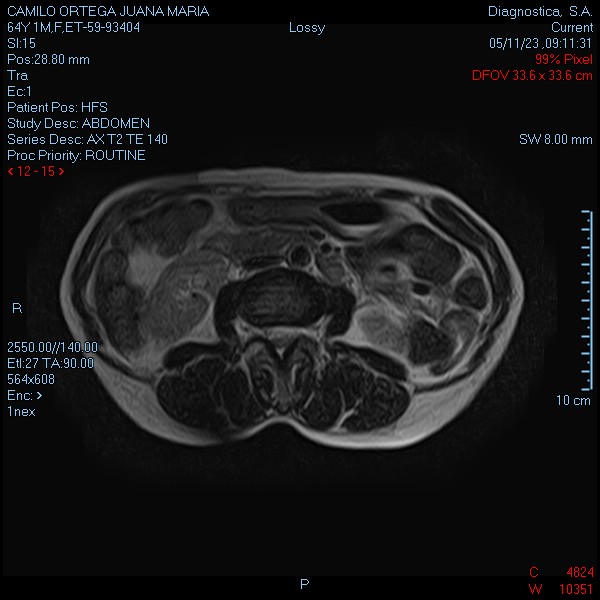 CAMILO ORTEGA JUANA MARIA
64Y 1M,F,ET-59-93404
Sl:15
Pos:28.80 mm
Tra
Ec:1
Patient Pos: HFS
Study Desc: ABDOMEN
Series Desc: AX T2 TE 140
Proc Priority: ROUTINE
< 12 - 15 >
Lossy
Diagnostica, S.A.
Current
05/11/23 ,09:11:31
99% Pixel
DFOV 33.6 x 33.6 cm
SW 8.00 mm
R
2550.00//140.00
Etl:27 TA:90.00
564x608
Enc: >
1nex
10 cm
P
C 4824
W 10351